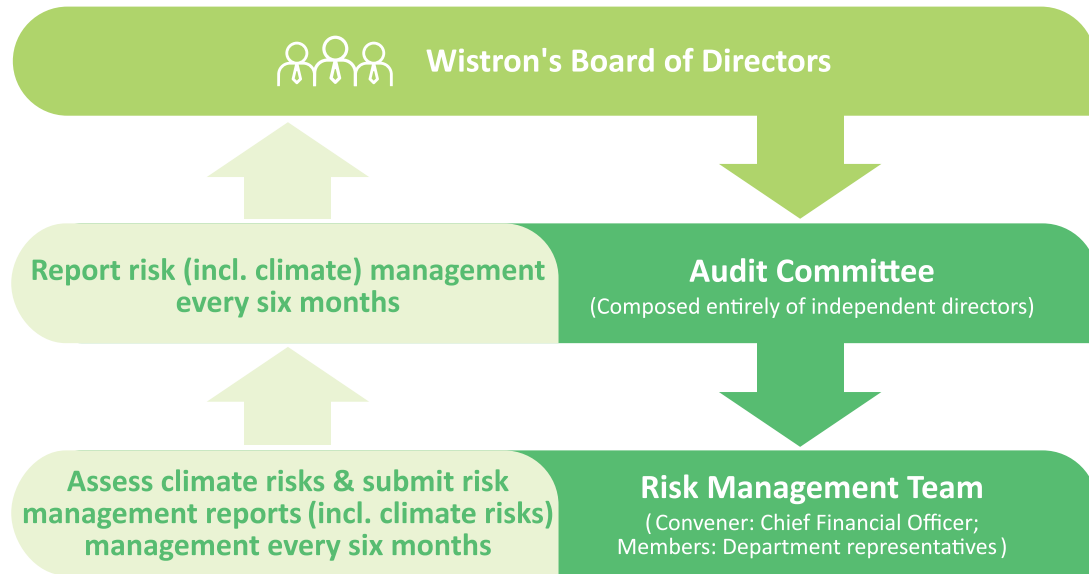 Wistron's Board of Directors
Report risk (incl. climate) management
every six months
Audit Committee
(Composed entirely of independent directors)
Assess climate risks & submit risk
management reports (incl. climate risks)
management every six months
Risk Management Team
(Convener: Chief Financial Officer;
Members: Department representatives)